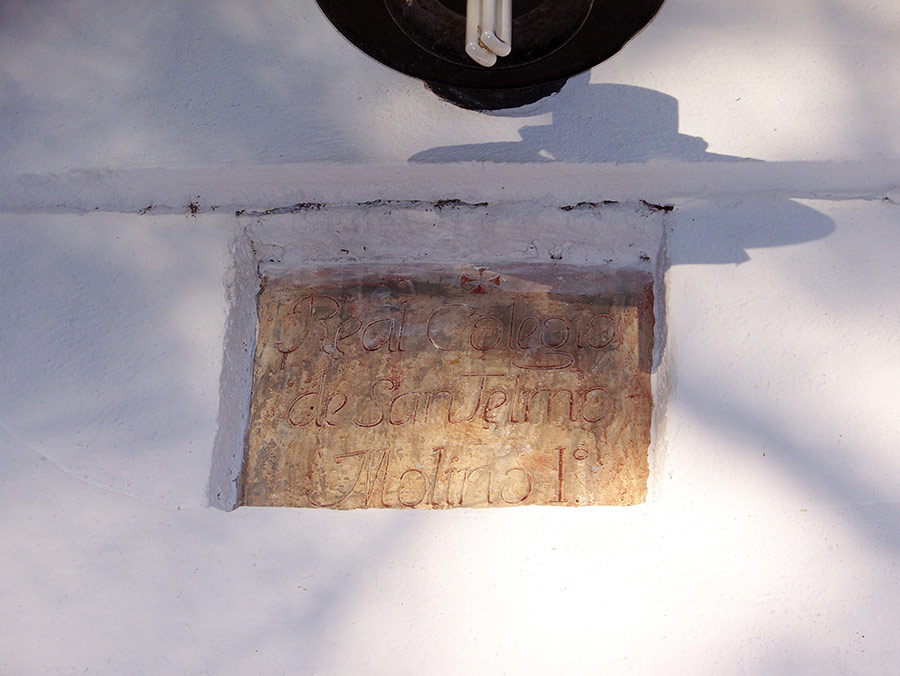 Real Colegio
de San Telmo
Molino 1º